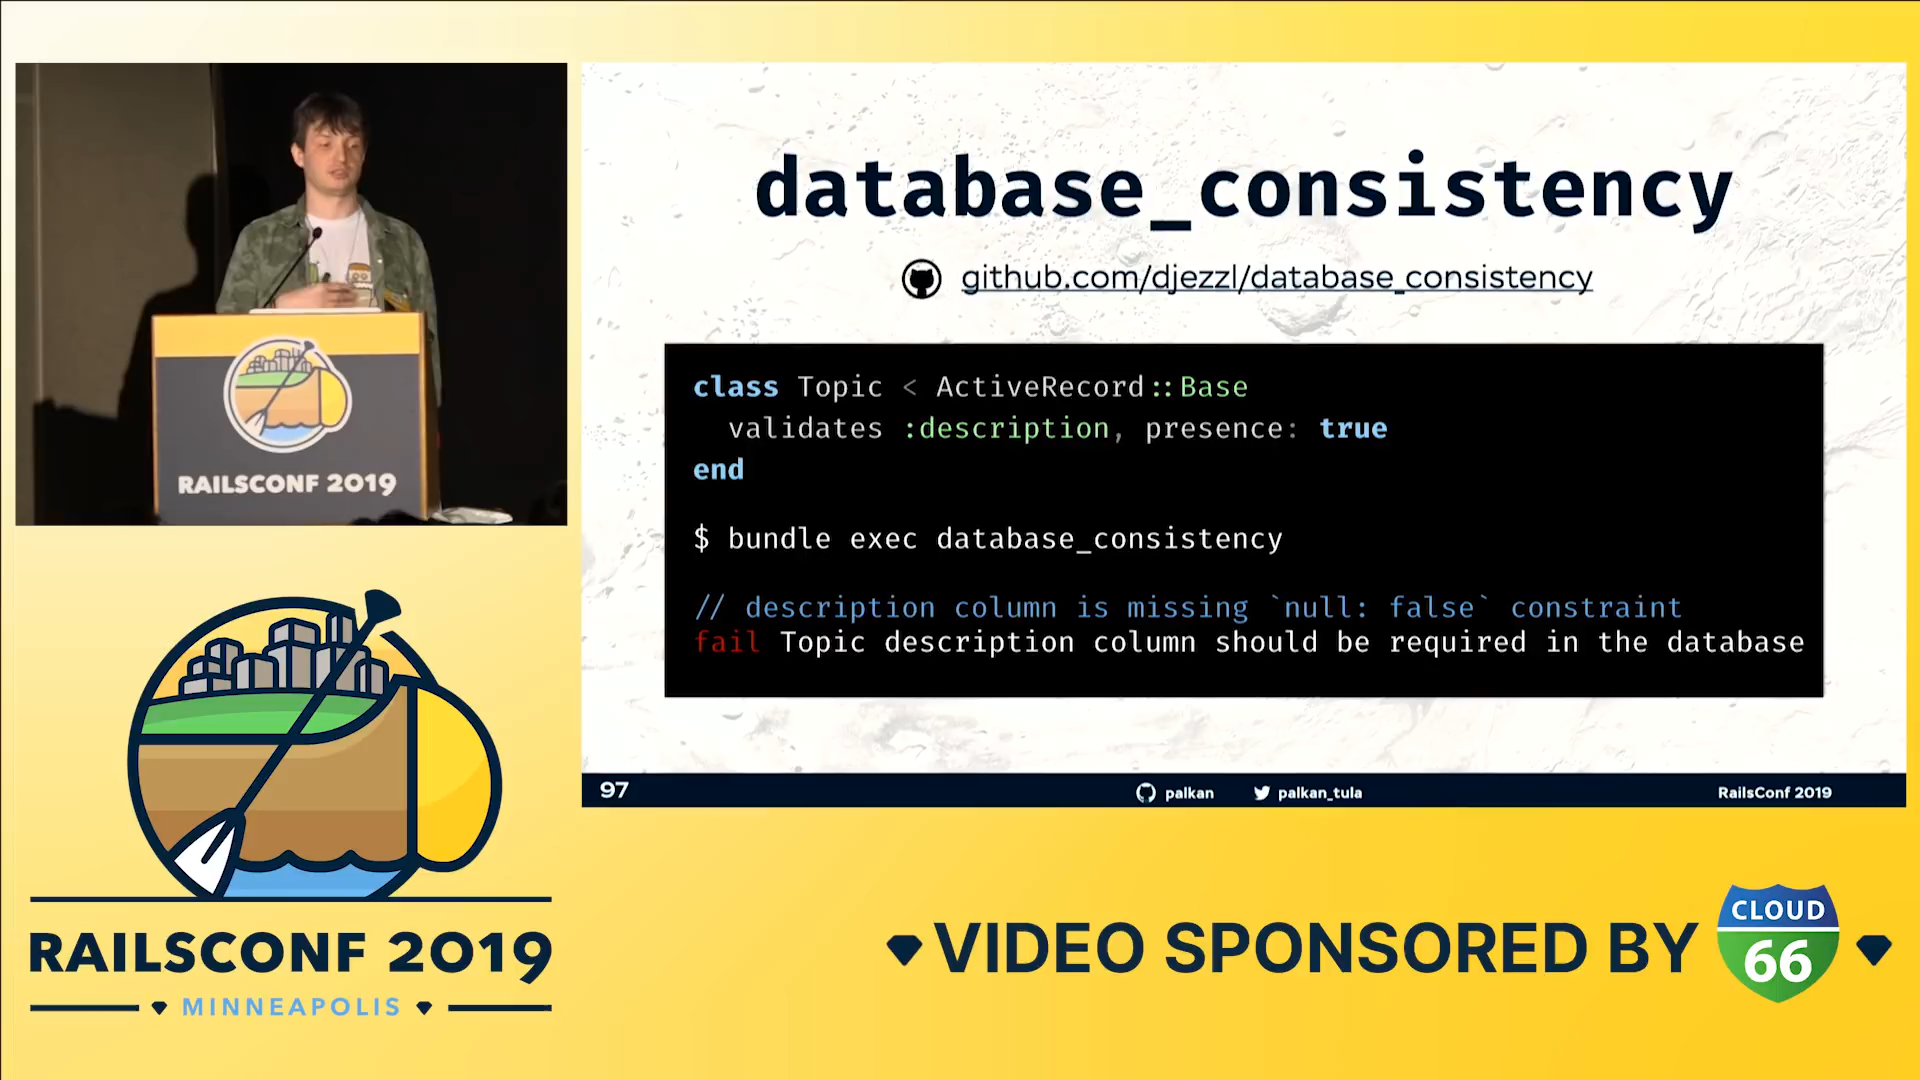 database_consistency
github.com/djezzl/database_consistency
class Topic < ActiveRecord::Base
validates :description, presence: true
end
$ bundle exec database_consistency
// description column is missing `null: false` constraint
fail Topic description column should be required in the database
97
palkan
palkan_tula
RailsConf 2019
RAILSCONF 2019
RAILSCONF 2019
MINNEAPOLIS
VIDEO SPONSORED BY
CLOUD
66